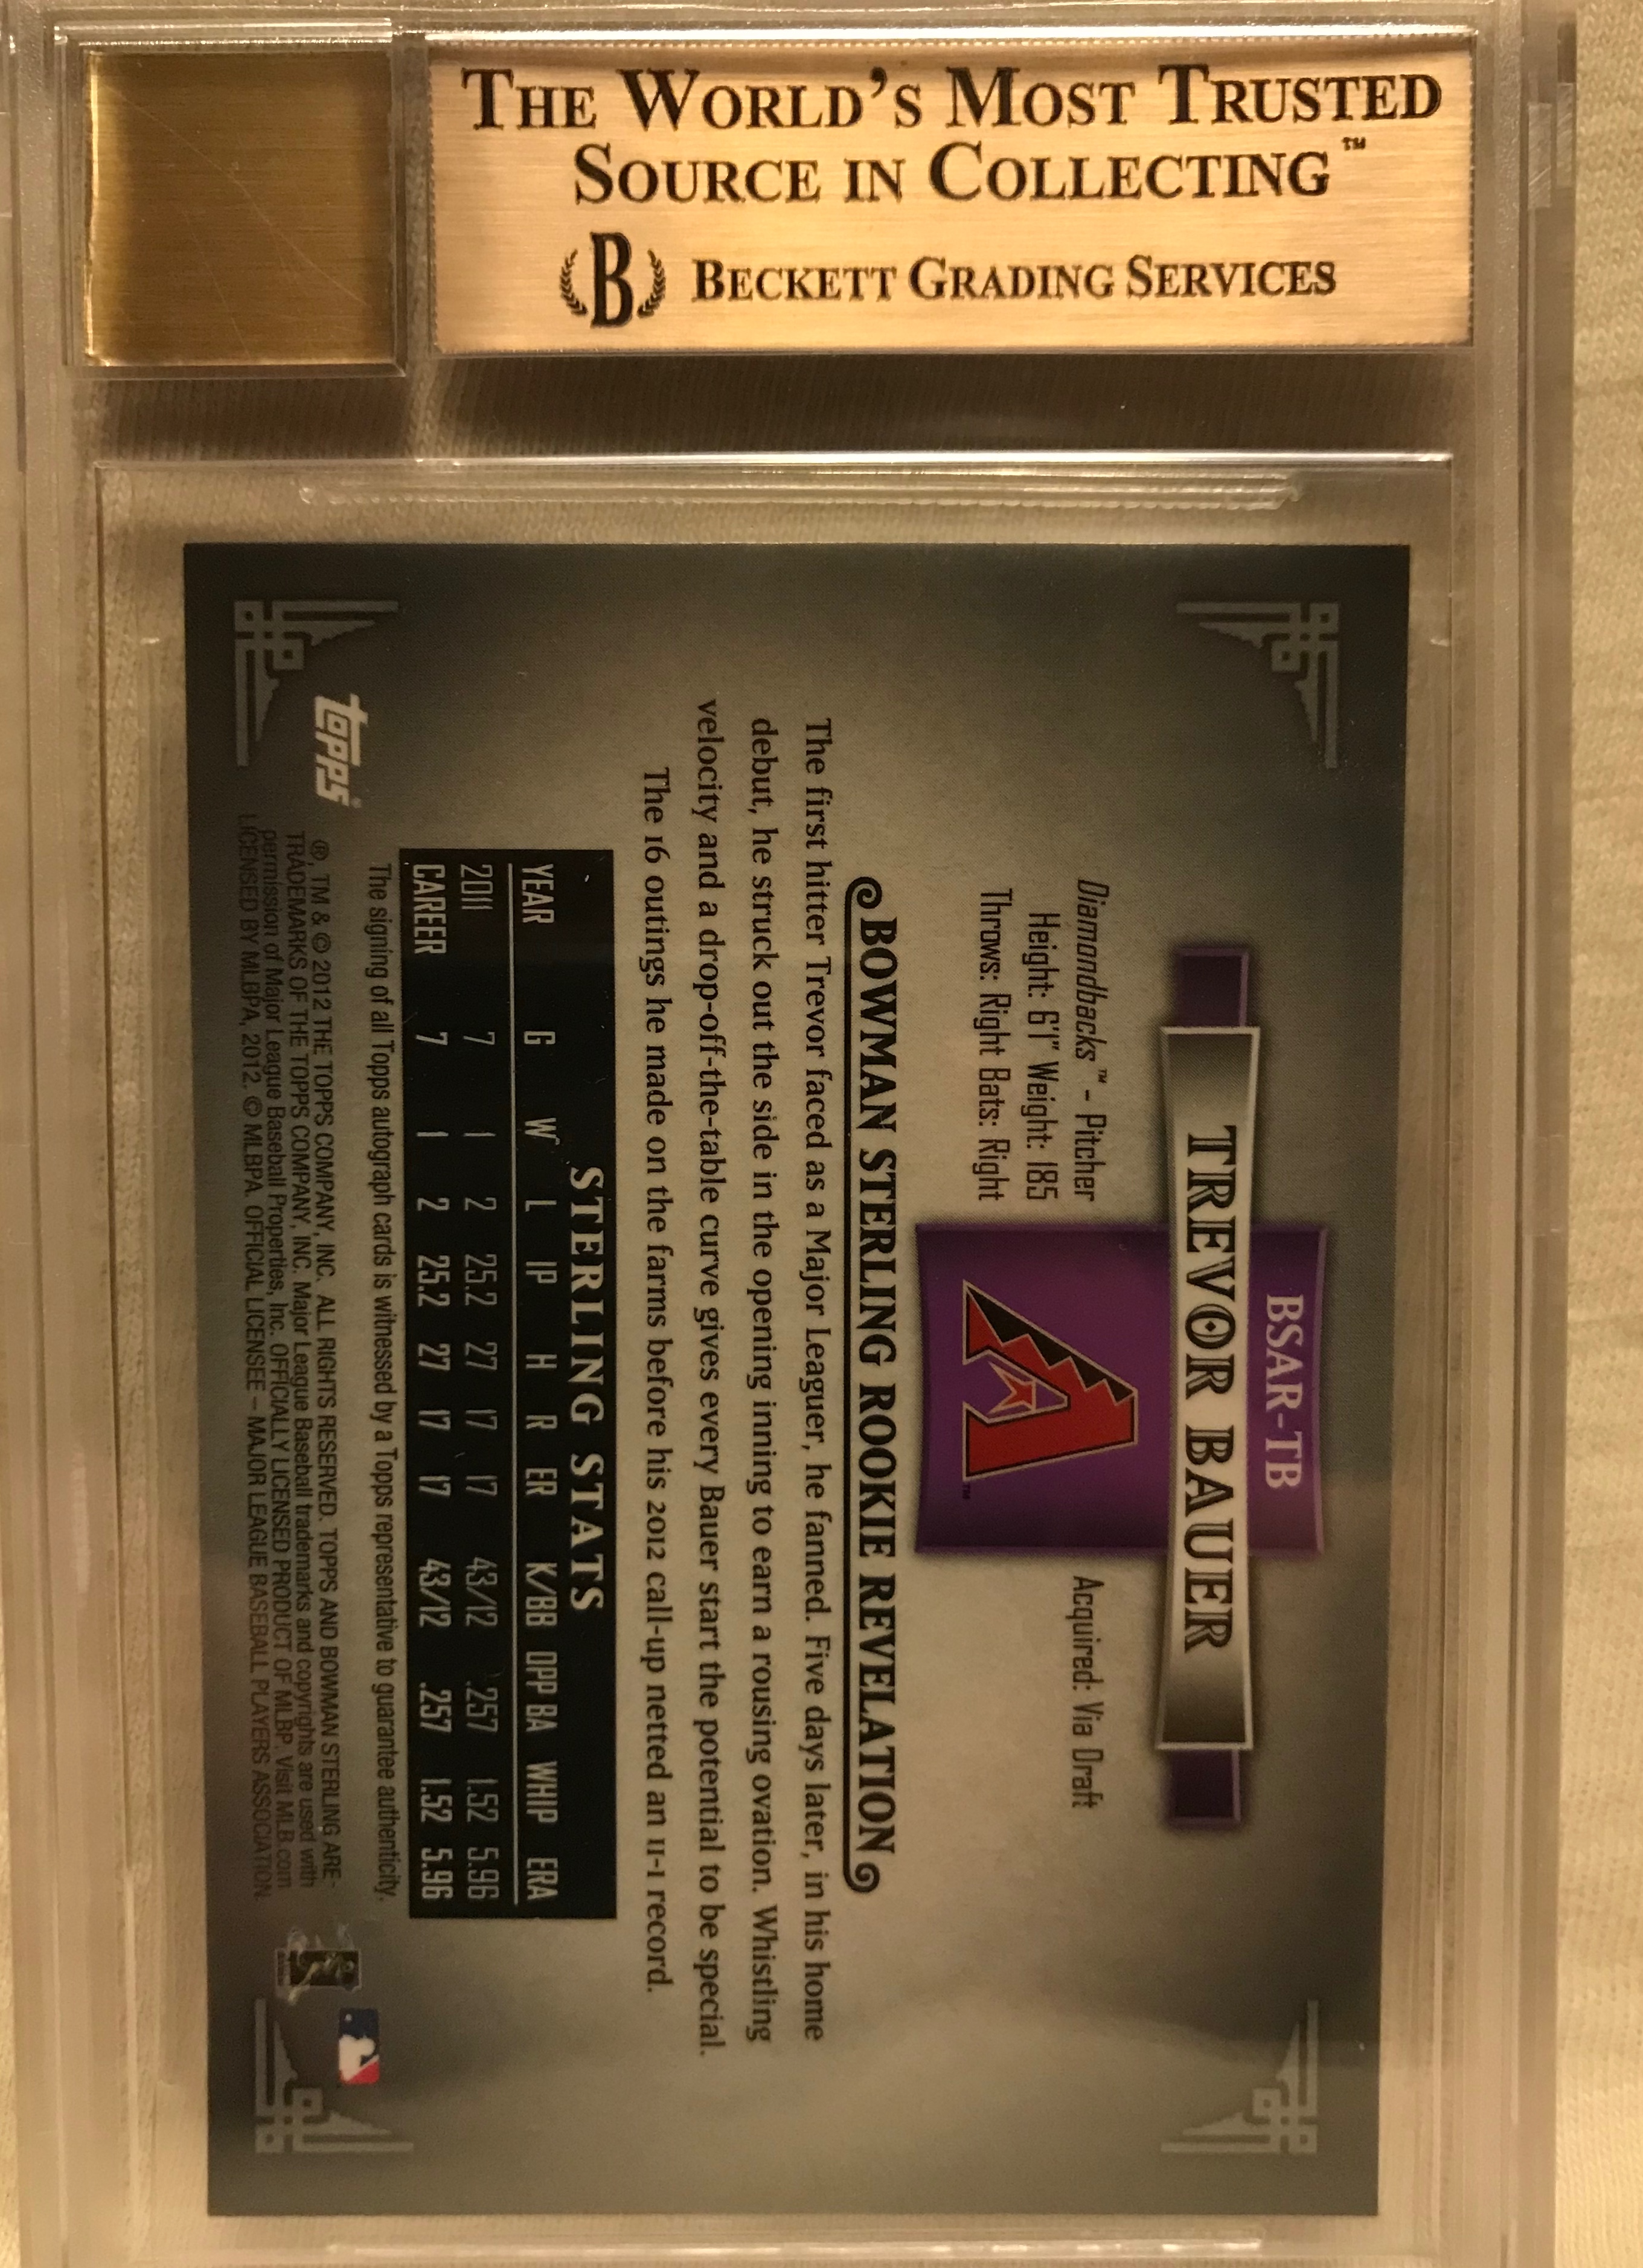 THE WORLD'S MOST TRUSTED
SOURCE IN COLLECTING™
B BECKETT GRADING SERVICES
BSAR-TB
TREVOR BAUER
Diamondbacks™ - Pitcher
Height: 6'1" Weight: 185
Throws: Right Bats: Right
Acquired: Via Draft
BOWMAN STERLING ROOKIE REVELATION
The first hitter Trevor faced as a Major Leaguer, he fanned. Five days later, in his home
debut, he struck out the side in the opening inning to earn a rousing ovation. Whistling
velocity and a drop-off-the-table curve gives every Bauer start the potential to be special.
The 16 outings he made on the farms before his 2012 call-up netted an 11-1 record.
STERLING STATS
YEAR G W L IP H R ER K/BB OPP BA WHIP ERA
2011 7 1 2 25.2 27 17 17 43/12 .257 1.52 5.96
CAREER 7 1 2 25.2 27 17 17 43/12 .257 1.52 5.96
The signing of all Topps autograph cards is witnessed by a Topps representative to guarantee authenticity.
topps
®, TM & © 2012 THE TOPPS COMPANY, INC. ALL RIGHTS RESERVED. TOPPS AND BOWMAN STERLING ARE
TRADEMARKS OF THE TOPPS COMPANY, INC. Major League Baseball trademarks and copyrights are used with
permission of Major League Baseball Properties, Inc. OFFICIALLY LICENSED PRODUCT OF MLBP. Visit MLB.com
LICENSED BY MLBPA, 2012. © MLBPA. OFFICIAL LICENSEE – MAJOR LEAGUE BASEBALL PLAYERS ASSOCIATION